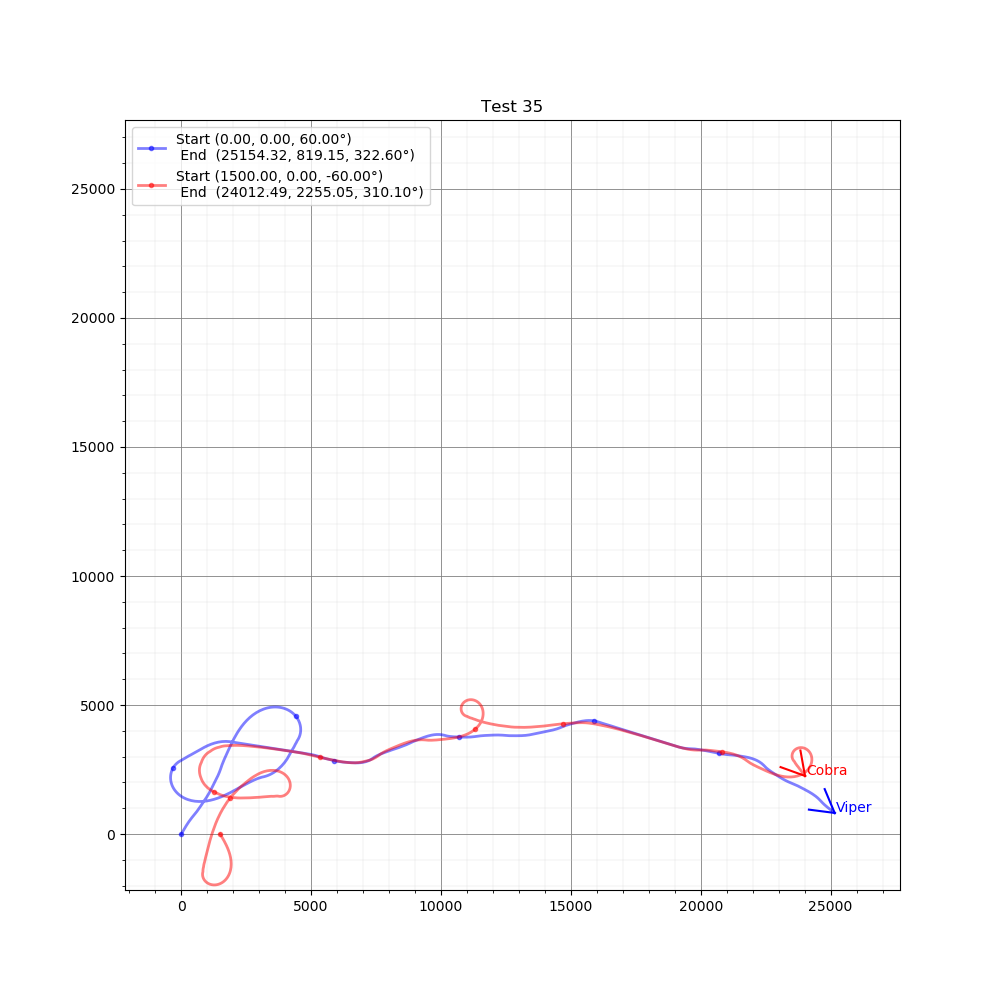 Test 35
Start (0.00, 0.00, 60.00°)
End  (25154.32, 819.15, 322.60°)
Start (1500.00, 0.00, -60.00°)
End  (24012.49, 2255.05, 310.10°)
25000
20000
15000
10000
5000
0
Cobra
Viper
0 5000 10000 15000 20000 25000